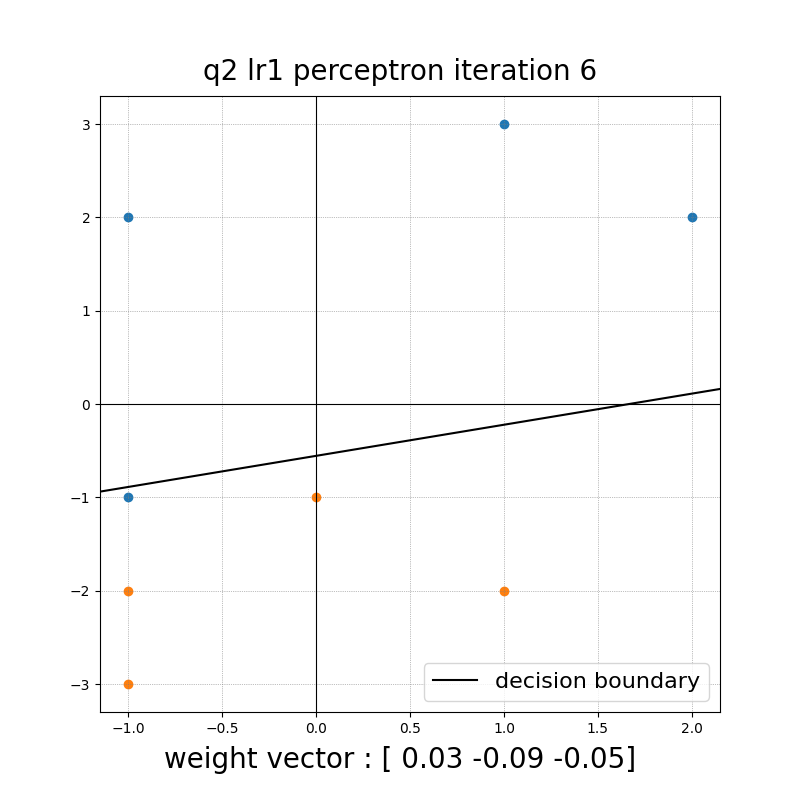 q2 lr1 perceptron iteration 6
3
2
1
0
−1
−2
−3
decision boundary
−1.0 −0.5 0.0 0.5 1.0 1.5 2.0
weight vector : [ 0.03 -0.09 -0.05]